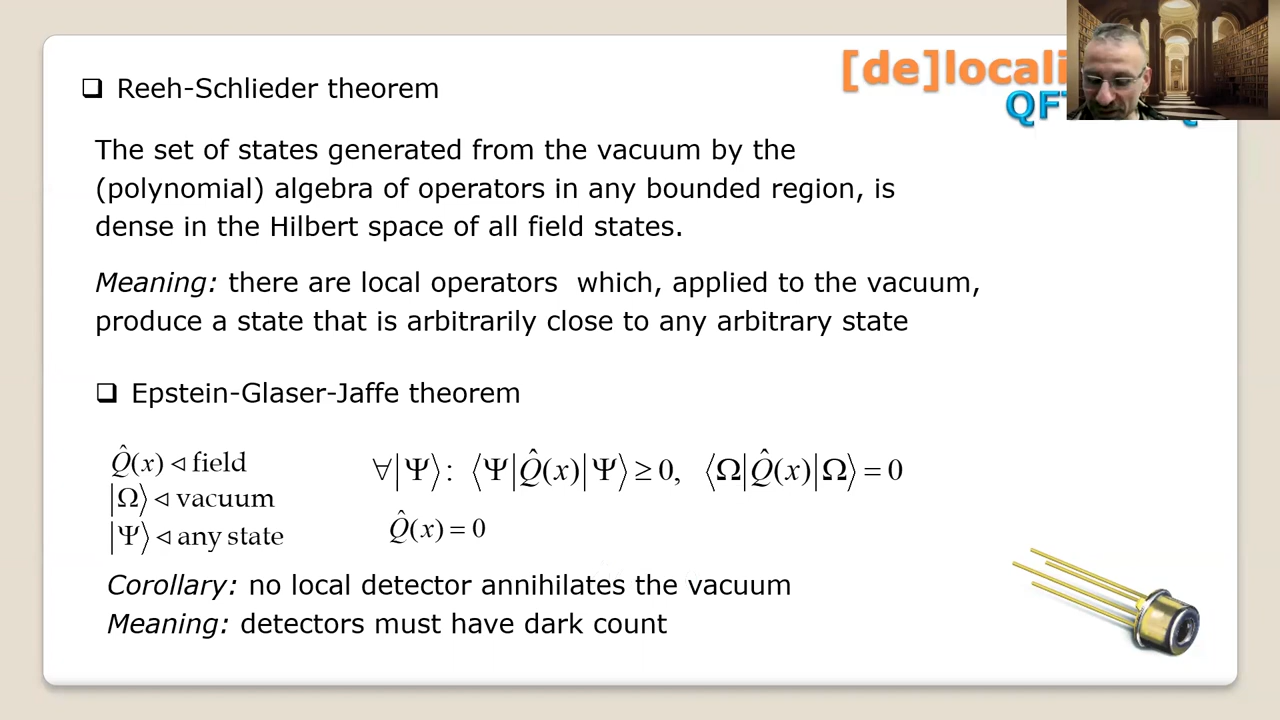 [de]locali
QF
❑ Reeh-Schlieder theorem
The set of states generated from the vacuum by the
(polynomial) algebra of operators in any bounded region, is
dense in the Hilbert space of all field states.
Meaning: there are local operators which, applied to the vacuum,
produce a state that is arbitrarily close to any arbitrary state
❑ Epstein-Glaser-Jaffe theorem
Q̂(x) ◃ field
|Ω⟩ ◃ vacuum
|Ψ⟩ ◃ any state
∀|Ψ⟩: ⟨Ψ|Q̂(x)|Ψ⟩ ≥ 0, ⟨Ω|Q̂(x)|Ω⟩ = 0
Q̂(x) = 0
Corollary: no local detector annihilates the vacuum
Meaning: detectors must have dark count